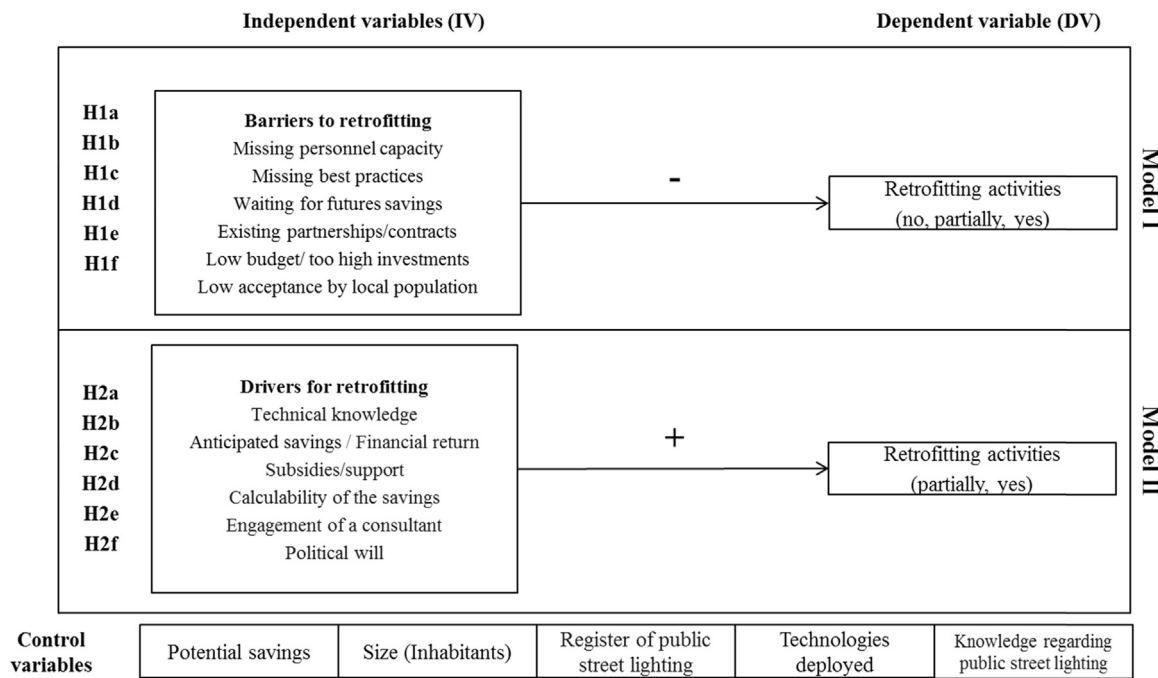 Independent variables (IV)
Dependent variable (DV)
H1a
H1b
H1c
H1d
H1e
H1f
Barriers to retrofitting
Missing personnel capacity
Missing best practices
Waiting for futures savings
Existing partnerships/contracts
Low budget/ too high investments
Low acceptance by local population
-
Retrofitting activities
(no, partially, yes)
Model I
H2a
H2b
H2c
H2d
H2e
H2f
Drivers for retrofitting
Technical knowledge
Anticipated savings / Financial return
Subsidies/support
Calculability of the savings
Engagement of a consultant
Political will
+
Retrofitting activities
(partially, yes)
Model II
Control
variables
Potential savings
Size (Inhabitants)
Register of public
street lighting
Technologies
deployed
Knowledge regarding
public street lighting